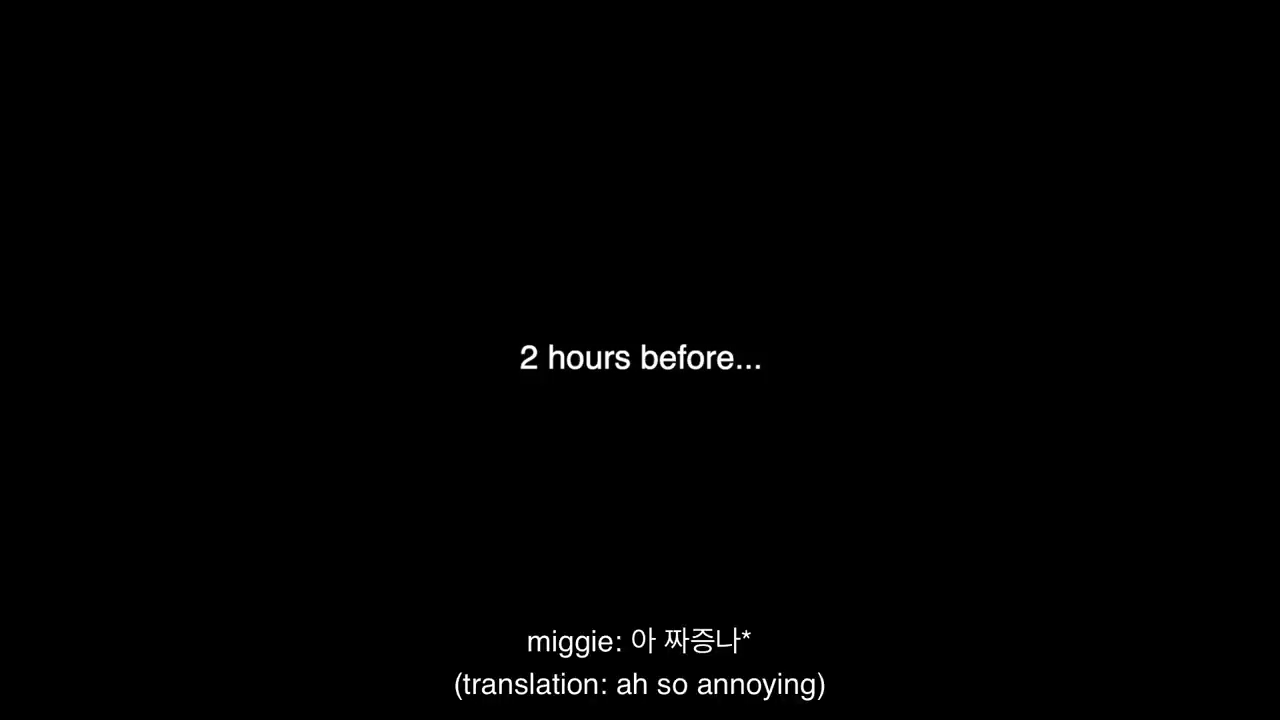 2 hours before...
miggie: 아 짜증나*
(translation: ah so annoying)